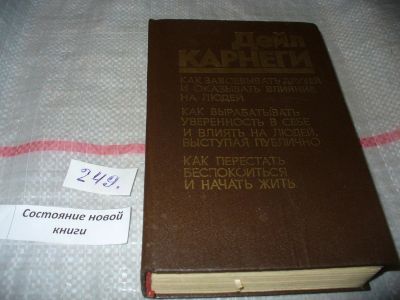 Дейл
КАРНЕГИ
КАК ЗАВОЕВЫВАТЬ ДРУЗЕЙ
И ОКАЗЫВАТЬ ВЛИЯНИЕ
НА ЛЮДЕЙ
КАК ВЫРАБАТЫВАТЬ
УВЕРЕННОСТЬ В СЕБЕ
И ВЛИЯТЬ НА ЛЮДЕЙ,
ВЫСТУПАЯ ПУБЛИЧНО
КАК ПЕРЕСТАТЬ
БЕСПОКОИТЬСЯ
И НАЧАТЬ ЖИТЬ
249.
Состояние новой
книги